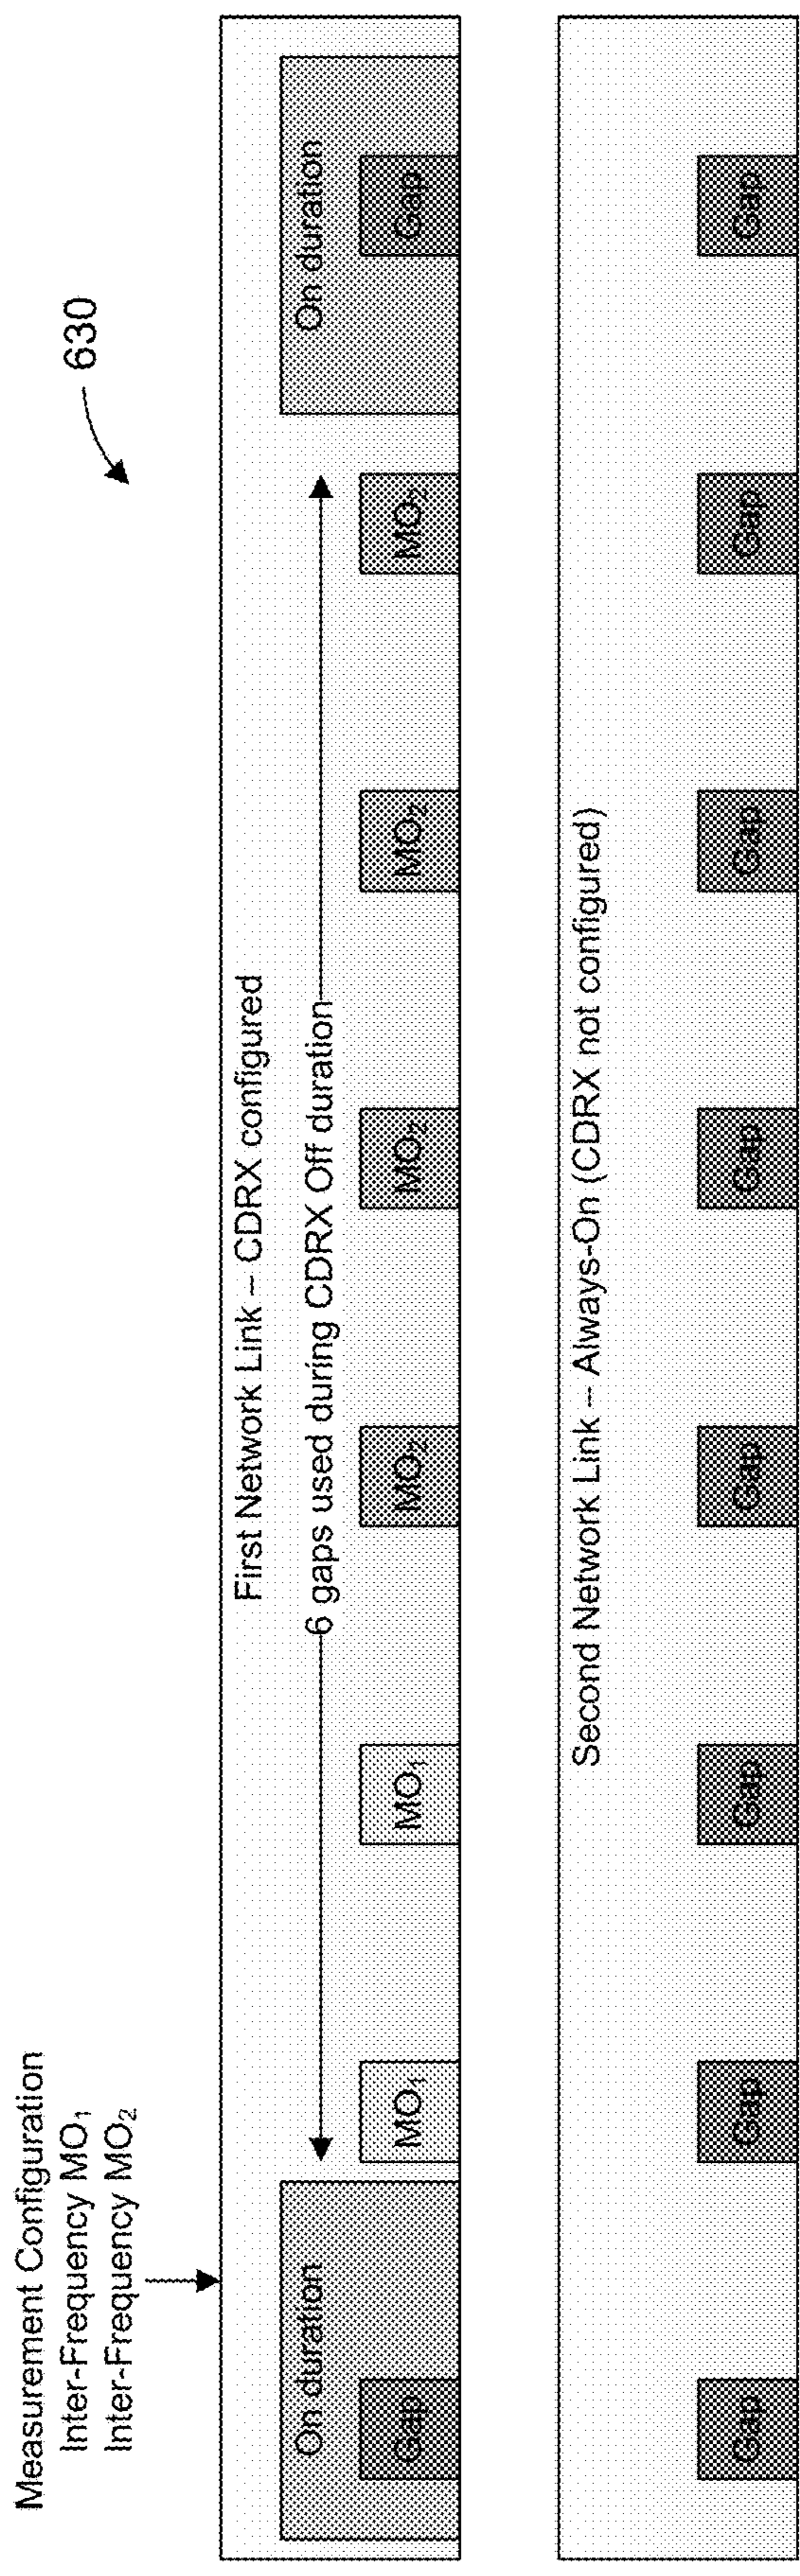 Measurement Configuration
Inter-Frequency MO₁
Inter-Frequency MO₂
630
First Network Link – CDRX configured
On duration
6 gaps used during CDRX Off duration
On duration
Gap
MO₁
MO₁
MO₂
MO₂
MO₂
MO₂
Gap
Second Network Link – Always-On (CDRX not configured)
Gap
Gap
Gap
Gap
Gap
Gap
Gap
Gap